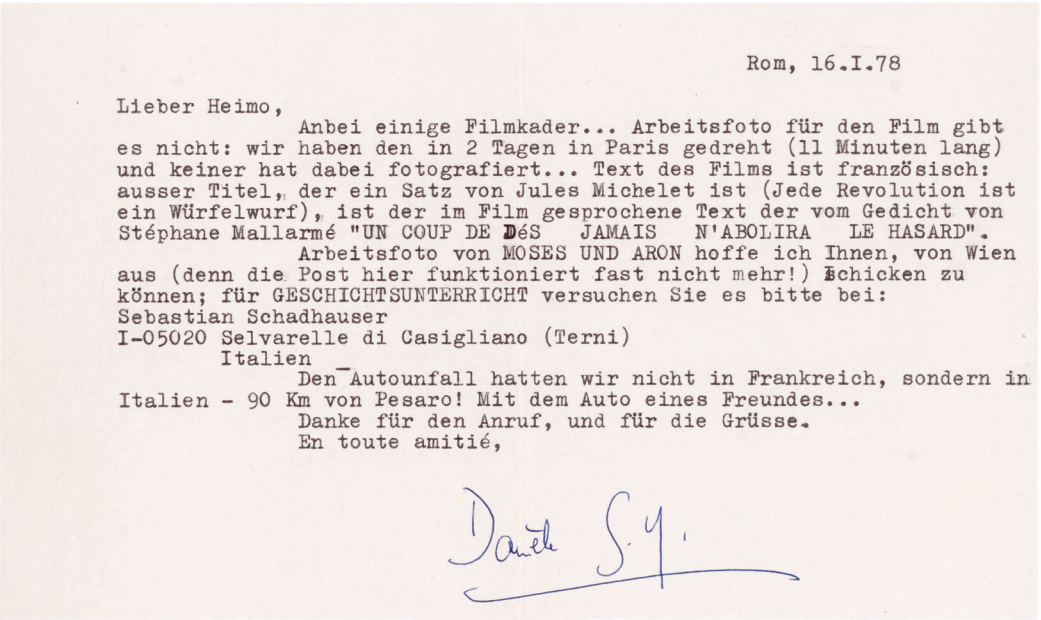 Rom, 16.I.78
Lieber Heimo,
Anbei einige Filmkader... Arbeitsfoto für den Film gibt
es nicht: wir haben den in 2 Tagen in Paris gedreht (11 Minuten lang)
und keiner hat dabei fotografiert... Text des Films ist französisch:
ausser Titel, der ein Satz von Jules Michelet ist (Jede Revolution ist
ein Würfelwurf), ist der im Film gesprochene Text der vom Gedicht von
Stéphane Mallarmé "UN COUP DE DéS JAMAIS N'ABOLIRA LE HASARD".
Arbeitsfoto von MOSES UND ARON hoffe ich Ihnen, von Wien
aus (denn die Post hier funktioniert fast nicht mehr!) schicken zu
können; für GESCHICHTSUNTERRICHT versuchen Sie es bitte bei:
Sebastian Schadhauser
I-05020 Selvarelle di Casigliano (Terni)
Italien
Den Autounfall hatten wir nicht in Frankreich, sondern in
Italien - 90 Km von Pesaro! Mit dem Auto eines Freundes...
Danke für den Anruf, und für die Grüsse.
En toute amitié,
Danièle S.H.